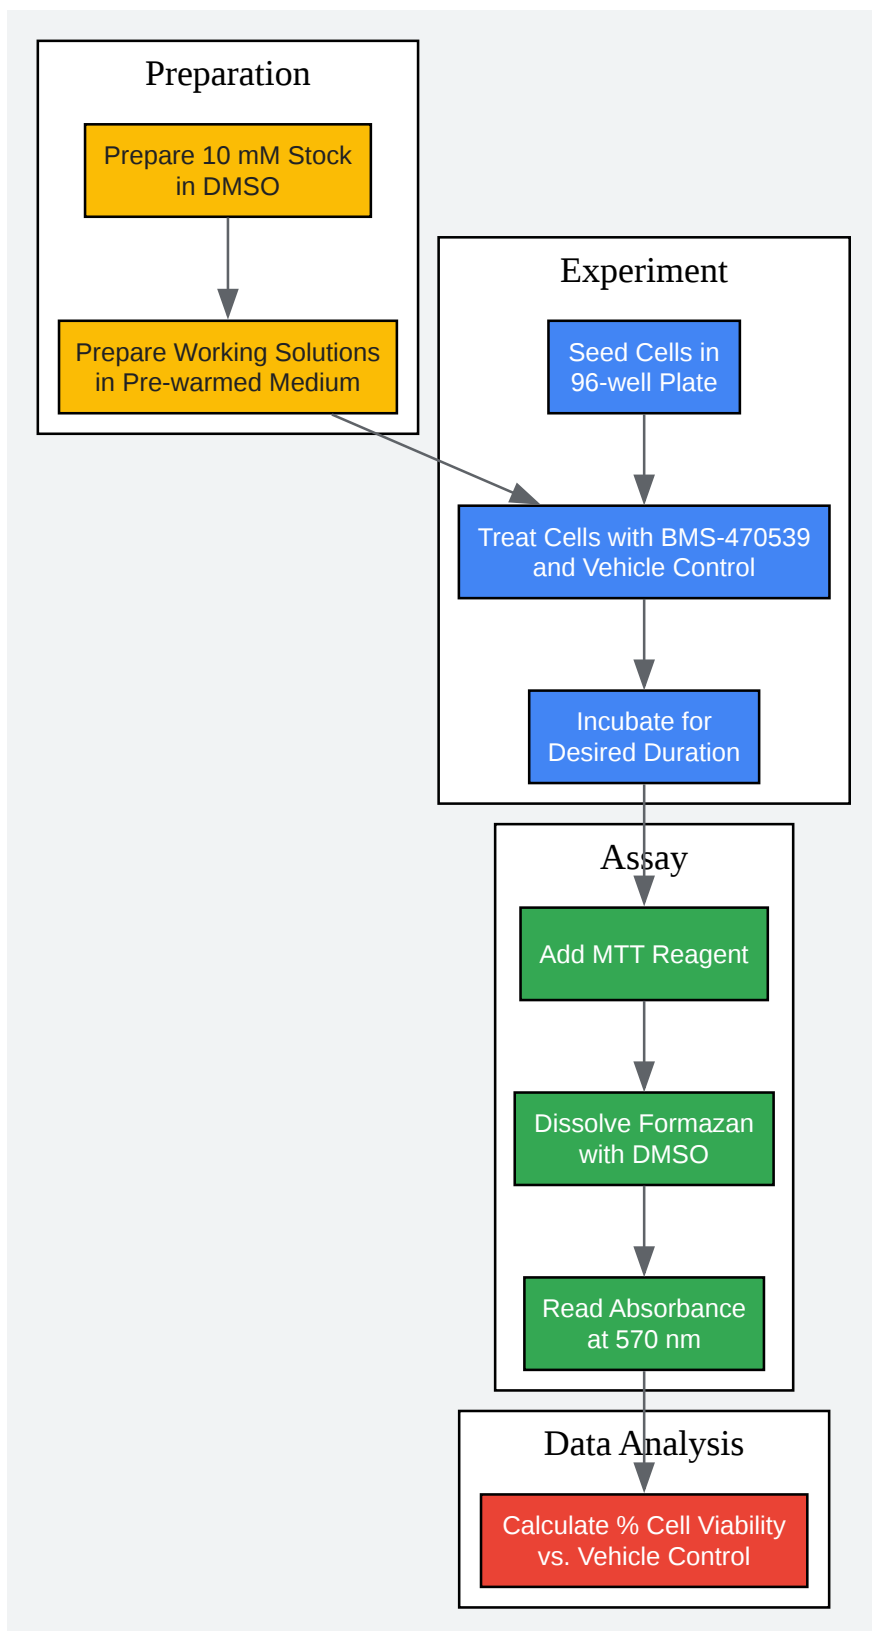 Preparation
Prepare 10 mM Stock
in DMSO
Prepare Working Solutions
in Pre-warmed Medium
Experiment
Seed Cells in
96-well Plate
Treat Cells with BMS-470539
and Vehicle Control
Incubate for
Desired Duration
Assay
Add MTT Reagent
Dissolve Formazan
with DMSO
Read Absorbance
at 570 nm
Data Analysis
Calculate % Cell Viability
vs. Vehicle Control